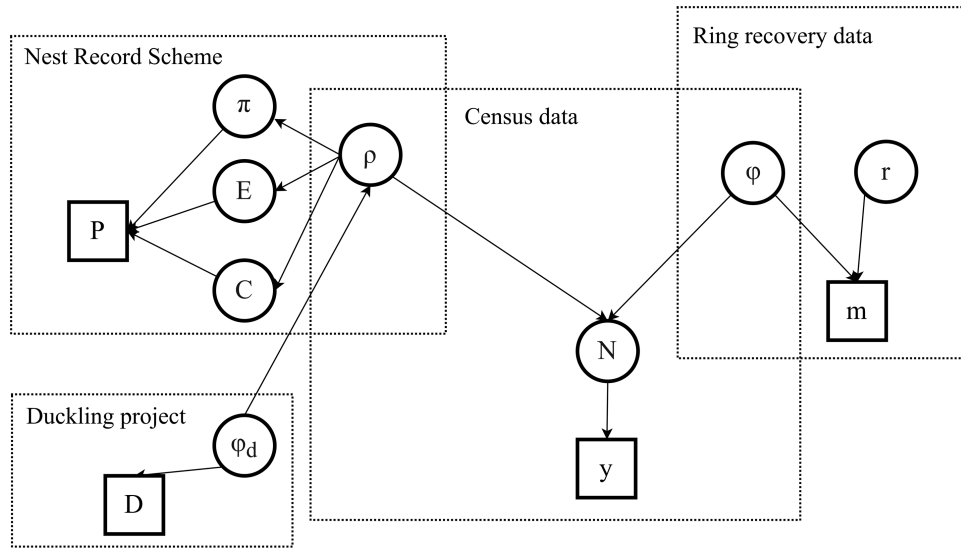 Nest Record Scheme
π
E
C
P
ρ
Census data
Ring recovery data
φ
r
m
N
y
Duckling project
φd
D